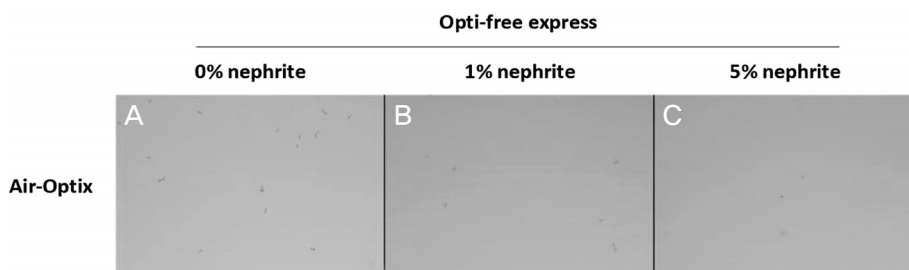 Opti-free express
0% nephrite
1% nephrite
5% nephrite
A
B
C
Air-Optix